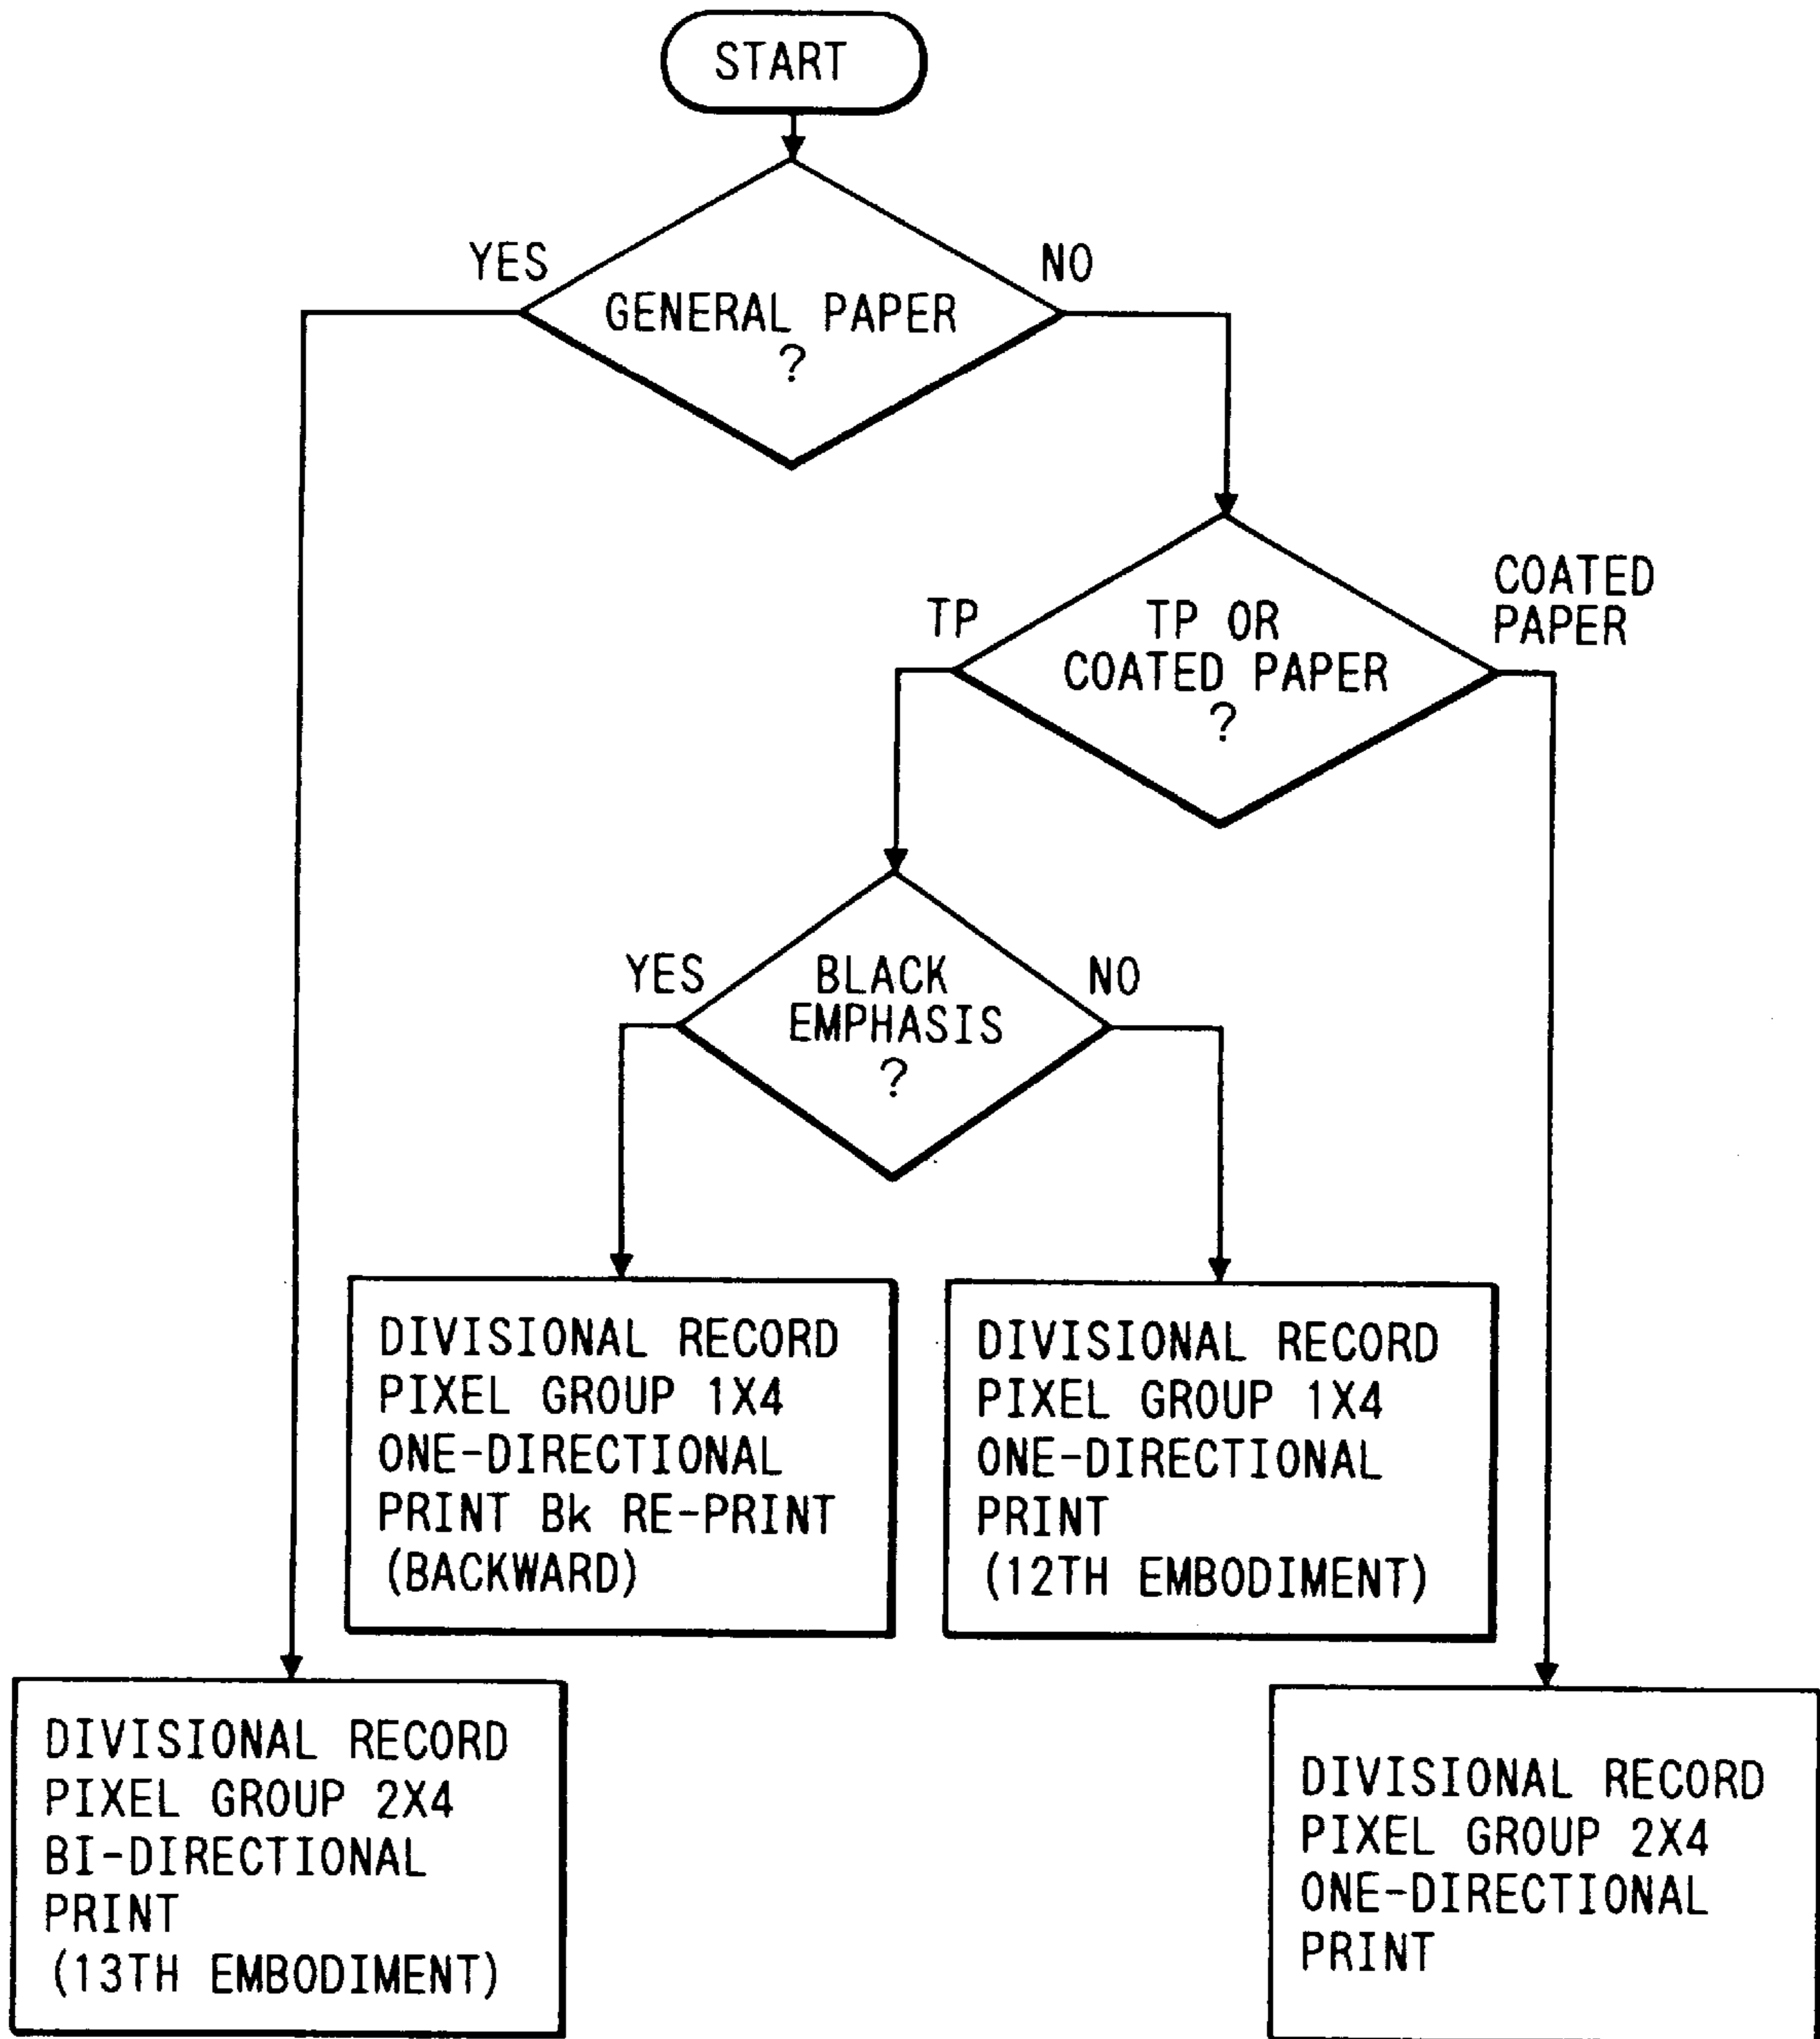 START
YES
NO
GENERAL PAPER
?
COATED
PAPER
TP
TP OR
COATED PAPER
?
YES
BLACK
EMPHASIS
?
NO
DIVISIONAL RECORD
PIXEL GROUP 1X4
ONE-DIRECTIONAL
PRINT Bk RE-PRINT
(BACKWARD)
DIVISIONAL RECORD
PIXEL GROUP 1X4
ONE-DIRECTIONAL
PRINT
(12TH EMBODIMENT)
DIVISIONAL RECORD
PIXEL GROUP 2X4
BI-DIRECTIONAL
PRINT
(13TH EMBODIMENT)
DIVISIONAL RECORD
PIXEL GROUP 2X4
ONE-DIRECTIONAL
PRINT